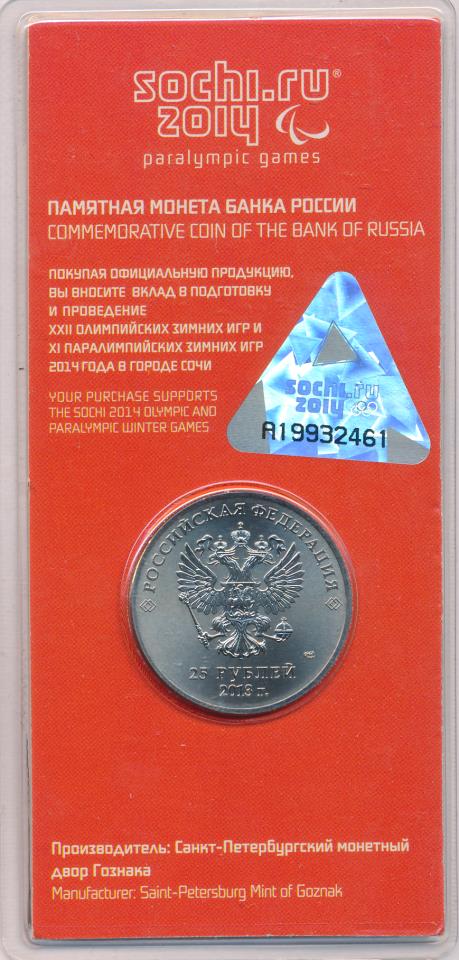 sochi.ru®
2014
paralympic games
ПАМЯТНАЯ МОНЕТА БАНКА РОССИИ
COMMEMORATIVE COIN OF THE BANK OF RUSSIA
ПОКУПАЯ ОФИЦИАЛЬНУЮ ПРОДУКЦИЮ,
ВЫ ВНОСИТЕ ВКЛАД В ПОДГОТОВКУ
И ПРОВЕДЕНИЕ
XXII ОЛИМПИЙСКИХ ЗИМНИХ ИГР И
XI ПАРАЛИМПИЙСКИХ ЗИМНИХ ИГР
2014 ГОДА В ГОРОДЕ СОЧИ
YOUR PURCHASE SUPPORTS
THE SOCHI 2014 OLYMPIC AND
PARALYMPIC WINTER GAMES
sochi.ru
2014
A19932461
РОССИЙСКАЯ ФЕДЕРАЦИЯ
25 РУБЛЕЙ
2013 г.
Производитель: Санкт-Петербургский монетный
двор Гознака
Manufacturer: Saint-Petersburg Mint of Goznak